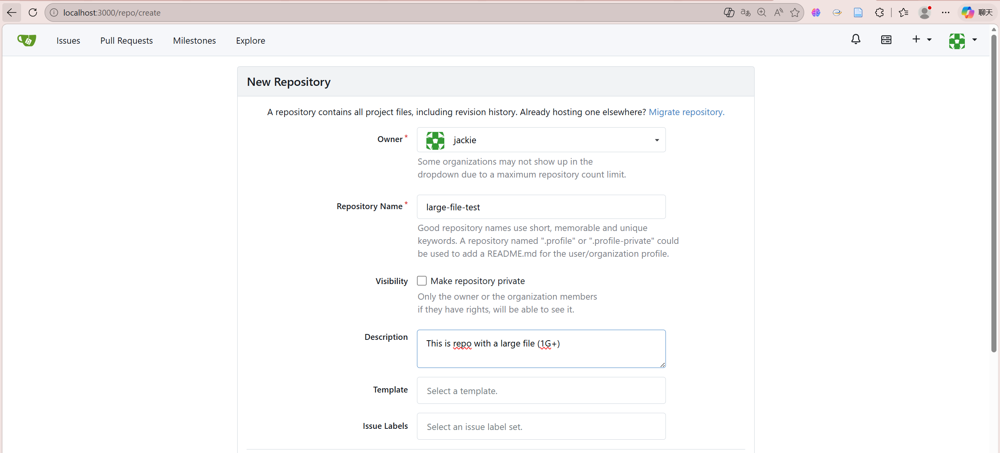 localhost:3000/repo/create
聊天
Issues
Pull Requests
Milestones
Explore
New Repository
A repository contains all project files, including revision history. Already hosting one elsewhere? Migrate repository.
Owner *
jackie
Some organizations may not show up in the
dropdown due to a maximum repository count limit.
Repository Name *
large-file-test
Good repository names use short, memorable and unique
keywords. A repository named ".profile" or ".profile-private" could
be used to add a README.md for the user/organization profile.
Visibility
Make repository private
Only the owner or the organization members
if they have rights, will be able to see it.
Description
This is repo with a large file (1G+)
Template
Select a template.
Issue Labels
Select an issue label set.